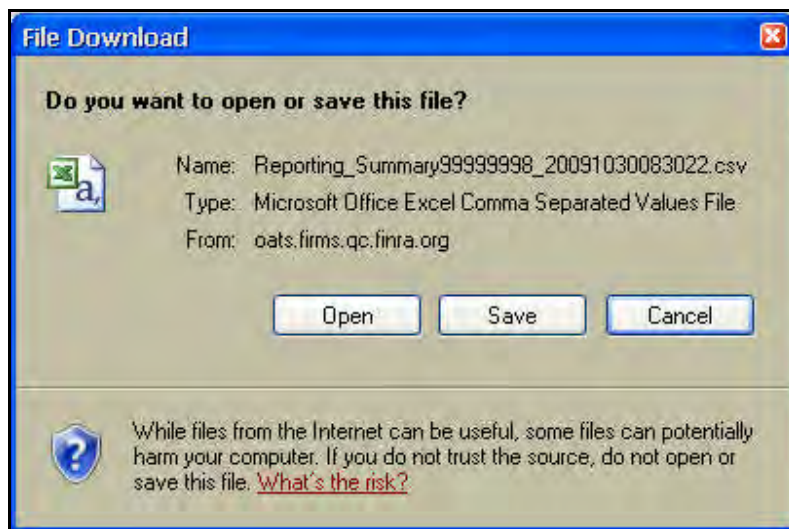 File Download
Do you want to open or save this file?
Name: Reporting_Summary99999998_20091030083022.csv
Type: Microsoft Office Excel Comma Separated Values File
From: oats.firms.qc.finra.org
Open Save Cancel
While files from the Internet can be useful, some files can potentially
harm your computer. If you do not trust the source, do not open or
save this file. What's the risk?